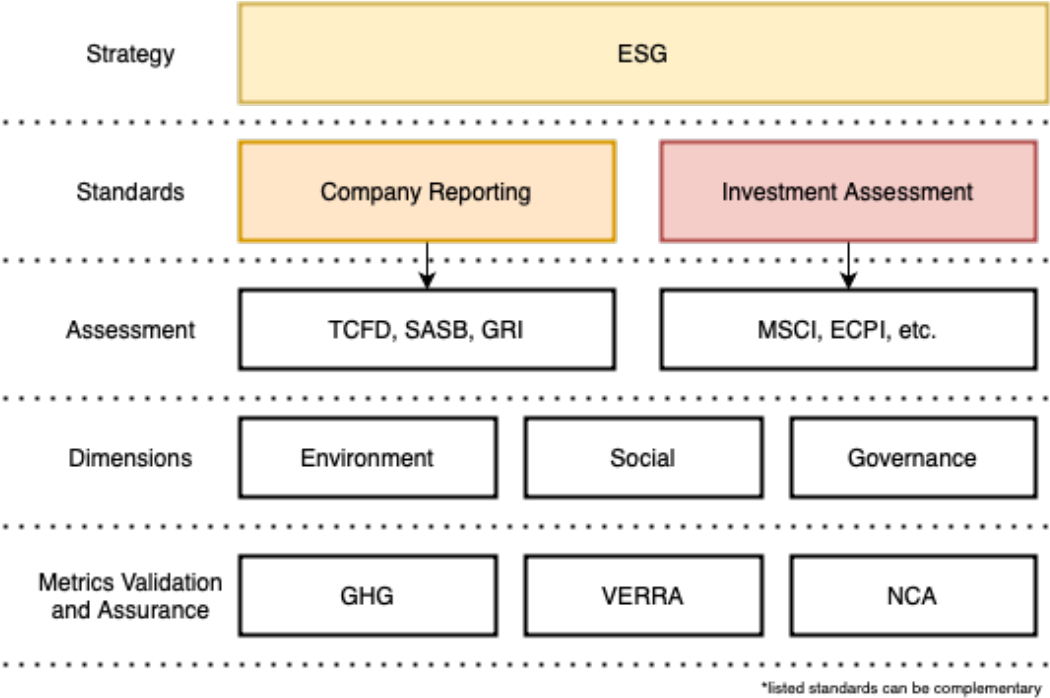 Strategy
ESG
Standards
Company Reporting
Investment Assessment
Assessment
TCFD, SASB, GRI
MSCI, ECPI, etc.
Dimensions
Environment
Social
Governance
Metrics Validation
and Assurance
GHG
VERRA
NCA
*listed standards can be complementary